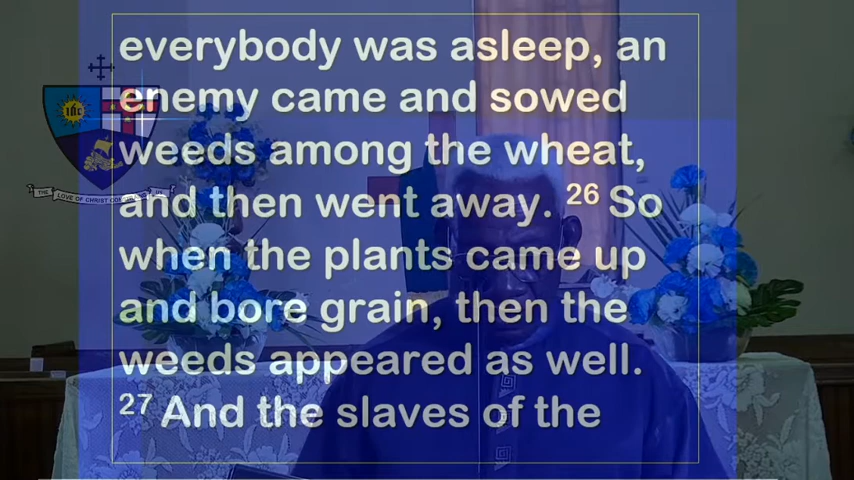 everybody was asleep, an
enemy came and sowed
weeds among the wheat,
and then went away. 26 So
when the plants came up
and bore grain, then the
weeds appeared as well.
27 And the slaves of the
IHC
THE LOVE OF CHRIST US